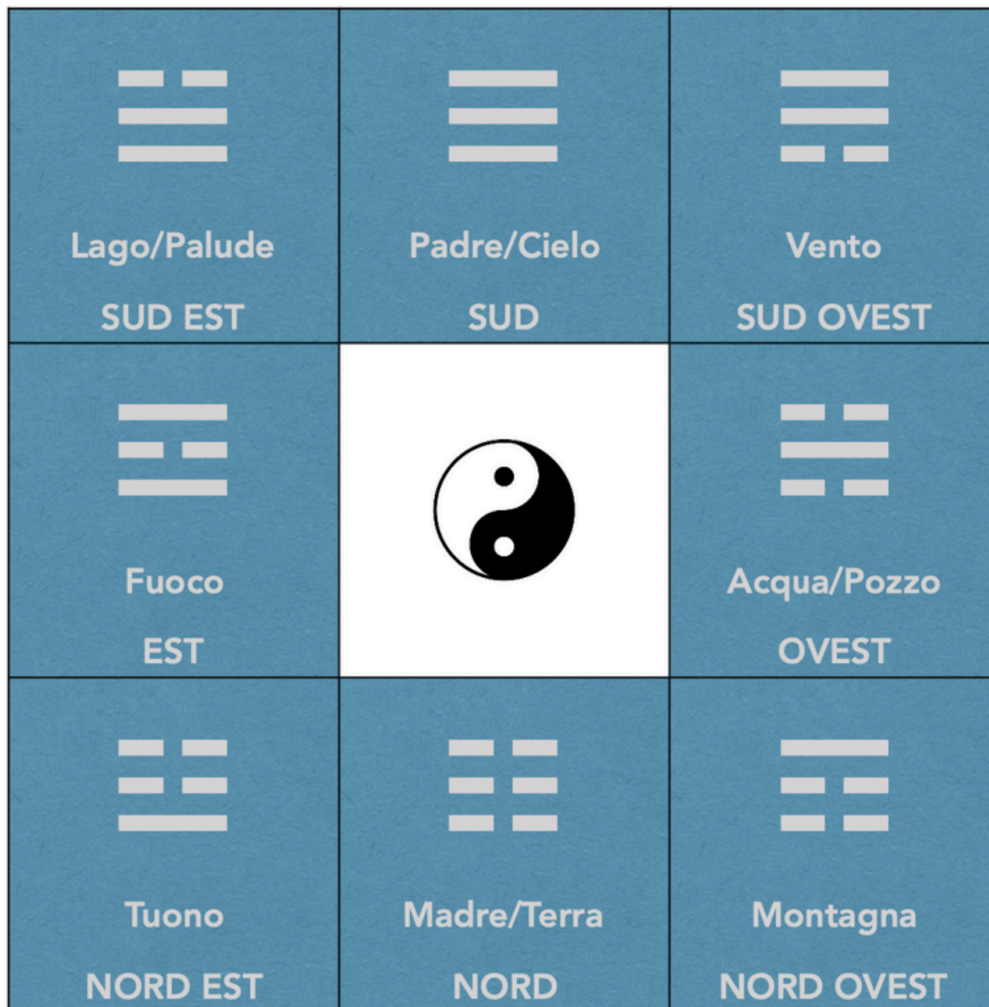 Lago/Palude
SUD EST
Padre/Cielo
SUD
Vento
SUD OVEST
Fuoco
EST
Acqua/Pozzo
OVEST
Tuono
NORD EST
Madre/Terra
NORD
Montagna
NORD OVEST